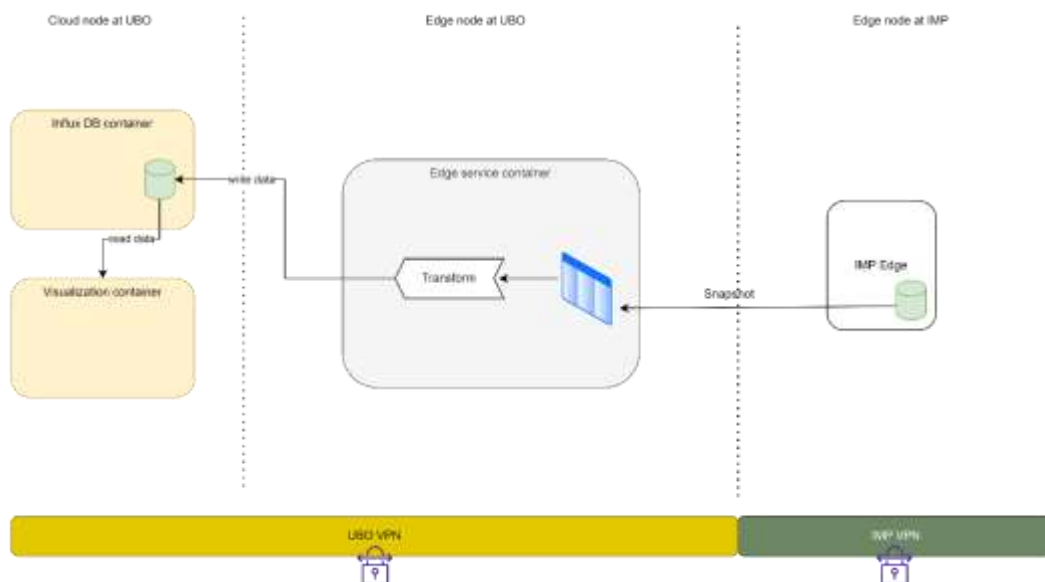 Cloud node at UBO
Edge node at UBO
Edge node at IMP
Influx DB container
write data
read data
Visualization container
Edge service container
Transform
Snapshot
IMP Edge
UBO VPN
IMP VPN